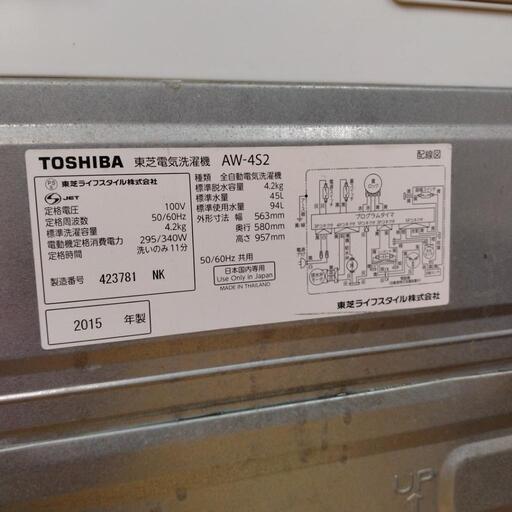 TOSHIBA 東芝電気洗濯機 AW-4S2 配線図
東芝ライフスタイル株式会社
JET
定格電圧 100V
定格周波数 50/60Hz
標準洗濯容量 4.2kg
電動機定格消費電力 295/340W
定格時間 洗いのみ11分
製造番号 423781 NK
2015 年製
種類 全自動電気洗濯機
標準脱水容量 4.2kg
標準水量 45L
標準使用水量 94L
外形寸法 幅 563mm
奥行 580mm
高さ 957mm
50/60Hz 共用
日本国内専用
Use Only in Japan
MADE IN THAILAND
プログラムタイマ
東芝ライフスタイル株式会社
UP